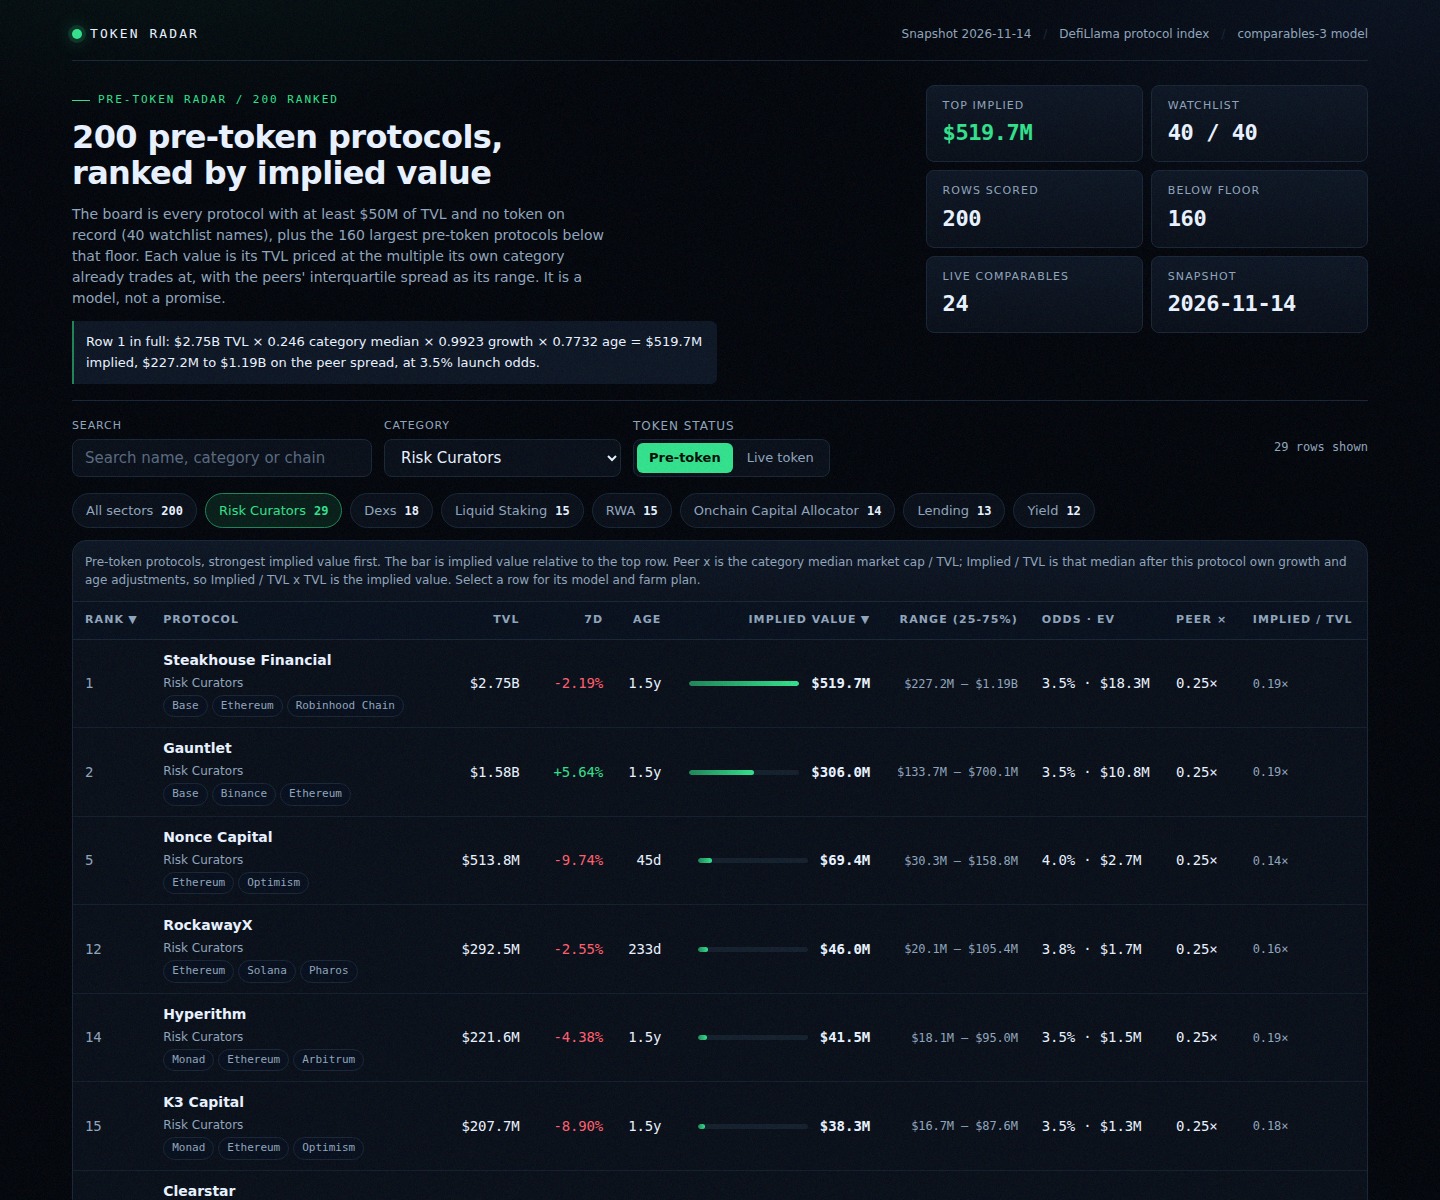 TOKEN RADAR
Snapshot 2026-11-14 / DefiLlama protocol index / comparables-3 model
PRE-TOKEN RADAR / 200 RANKED
200 pre-token protocols,
ranked by implied value
The board is every protocol with at least $50M of TVL and no token on
record (40 watchlist names), plus the 160 largest pre-token protocols below
that floor. Each value is its TVL priced at the multiple its own category
already trades at, with the peers' interquartile spread as its range. It is a
model, not a promise.
Row 1 in full: $2.75B TVL × 0.246 category median × 0.9923 growth × 0.7732 age = $519.7M
implied, $227.2M to $1.19B on the peer spread, at 3.5% launch odds.
TOP IMPLIED
$519.7M
WATCHLIST
40 / 40
ROWS SCORED
200
BELOW FLOOR
160
LIVE COMPARABLES
24
SNAPSHOT
2026-11-14
SEARCH
Search name, category or chain
CATEGORY
Risk Curators
TOKEN STATUS
Pre-token Live token
29 rows shown
All sectors 200 Risk Curators 29 Dexs 18 Liquid Staking 15 RWA 15 Onchain Capital Allocator 14 Lending 13 Yield 12
Pre-token protocols, strongest implied value first. The bar is implied value relative to the top row. Peer x is the category median market cap / TVL; Implied / TVL is that median after this protocol own growth and
age adjustments, so Implied / TVL x TVL is the implied value. Select a row for its model and farm plan.
RANK ▼ PROTOCOL TVL 7D AGE IMPLIED VALUE ▼ RANGE (25-75%) ODDS · EV PEER × IMPLIED / TVL
Steakhouse Financial
1 Risk Curators $2.75B -2.19% 1.5y $519.7M $227.2M — $1.19B 3.5% · $18.3M 0.25× 0.19×
Base Ethereum Robinhood Chain
Gauntlet
2 Risk Curators $1.58B +5.64% 1.5y $306.0M $133.7M — $700.1M 3.5% · $10.8M 0.25× 0.19×
Base Binance Ethereum
Nonce Capital
5 Risk Curators $513.8M -9.74% 45d $69.4M $30.3M — $158.8M 4.0% · $2.7M 0.25× 0.14×
Ethereum Optimism
RockawayX
12 Risk Curators $292.5M -2.55% 233d $46.0M $20.1M — $105.4M 3.8% · $1.7M 0.25× 0.16×
Ethereum Solana Pharos
Hyperithm
14 Risk Curators $221.6M -4.38% 1.5y $41.5M $18.1M — $95.0M 3.5% · $1.5M 0.25× 0.19×
Monad Ethereum Arbitrum
K3 Capital
15 Risk Curators $207.7M -8.90% 1.5y $38.3M $16.7M — $87.6M 3.5% · $1.3M 0.25× 0.18×
Monad Ethereum Optimism
Clearstar